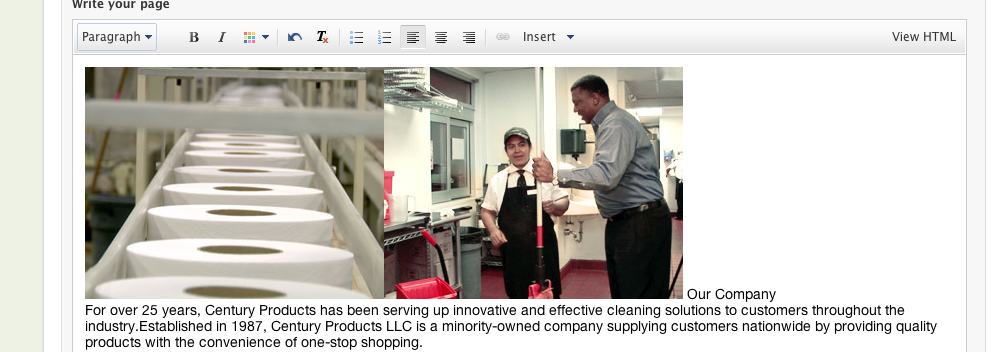 Write your page
Paragraph B I Tx Insert View HTML
Our Company
For over 25 years, Century Products has been serving up innovative and effective cleaning solutions to customers throughout the
industry.Established in 1987, Century Products LLC is a minority-owned company supplying customers nationwide by providing quality
products with the convenience of one-stop shopping.